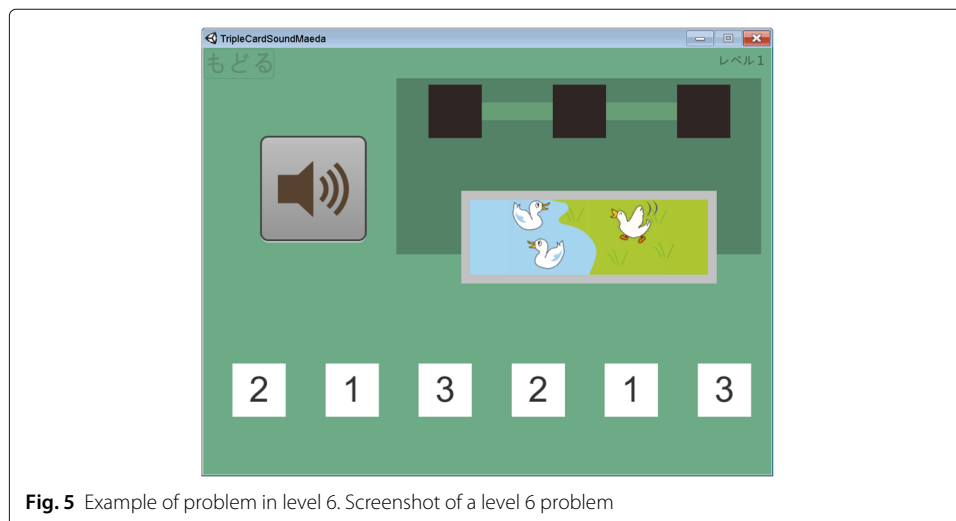 TripleCardSoundMaeda
もどる
レベル1
2 1 3 2 1 3
Fig. 5 Example of problem in level 6. Screenshot of a level 6 problem